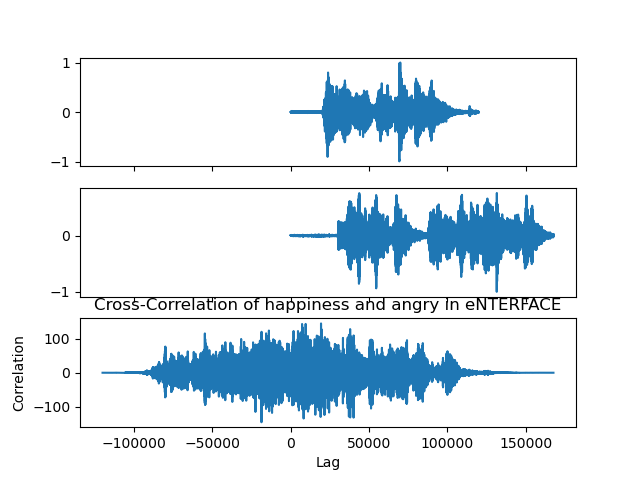 1
0
−1
0
−1
Cross-Correlation of happiness and angry in eNTERFACE
100
0
−100
Correlation
−100000 −50000 0 50000 100000 150000
Lag